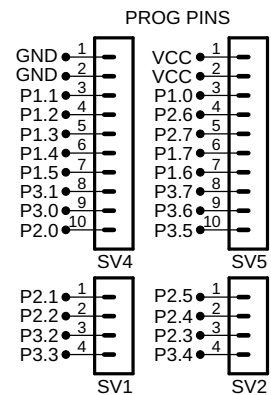 PROG PINS
GND 1 VCC 1
GND 2 VCC 2
P1.1 3 P1.0 3
P1.2 4 P2.6 4
P1.3 5 P2.7 5
P1.4 6 P1.7 6
P1.5 7 P1.6 7
P3.1 8 P3.7 8
P3.0 9 P3.6 9
P2.0 10 P3.5 10
SV4 SV5
P2.1 1 P2.5 1
P2.2 2 P2.4 2
P3.2 3 P2.3 3
P3.3 4 P3.4 4
SV1 SV2